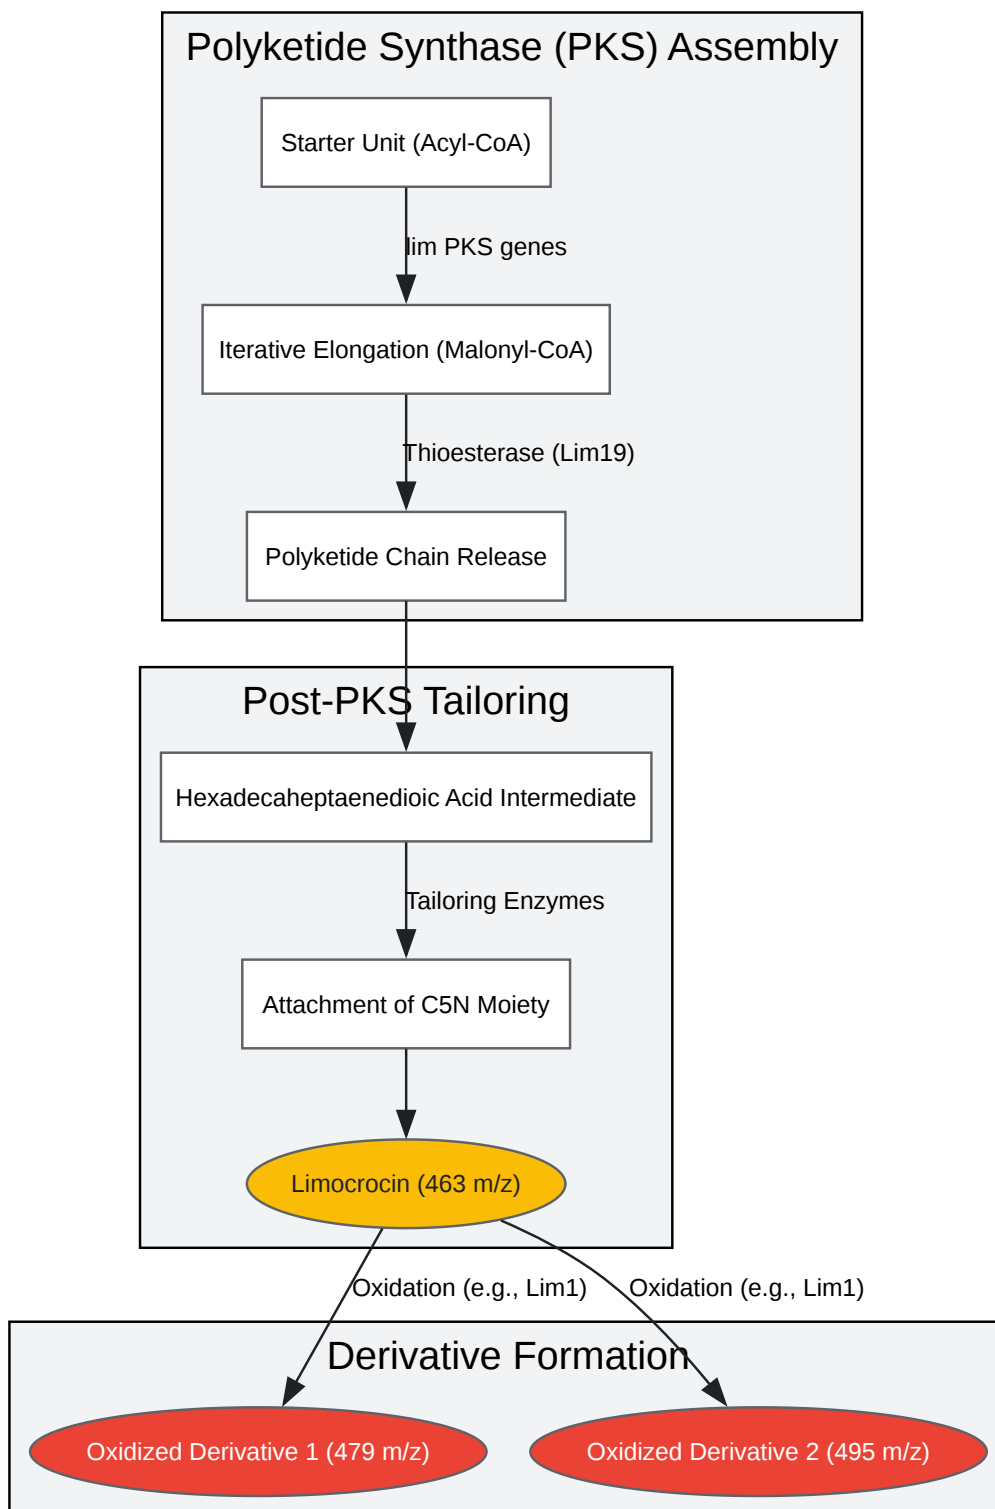 Polyketide Synthase (PKS) Assembly
Starter Unit (Acyl-CoA)
lim PKS genes
Iterative Elongation (Malonyl-CoA)
Thioesterase (Lim19)
Polyketide Chain Release
Post-PKS Tailoring
Hexadecaheptaenedioic Acid Intermediate
Tailoring Enzymes
Attachment of C5N Moiety
Limocrocin (463 m/z)
Oxidation (e.g., Lim1)
Oxidation (e.g., Lim1)
Derivative Formation
Oxidized Derivative 1 (479 m/z)
Oxidized Derivative 2 (495 m/z)